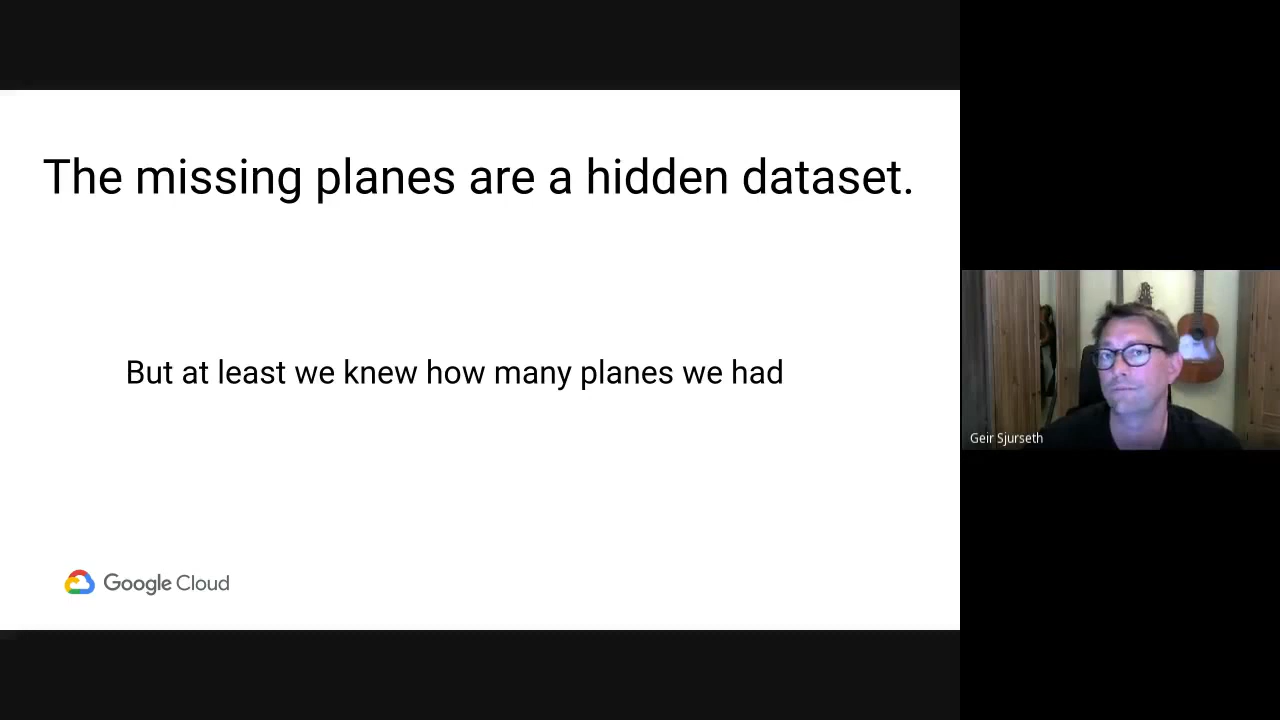 The missing planes are a hidden dataset.
But at least we knew how many planes we had
Google Cloud
Geir Sjurseth